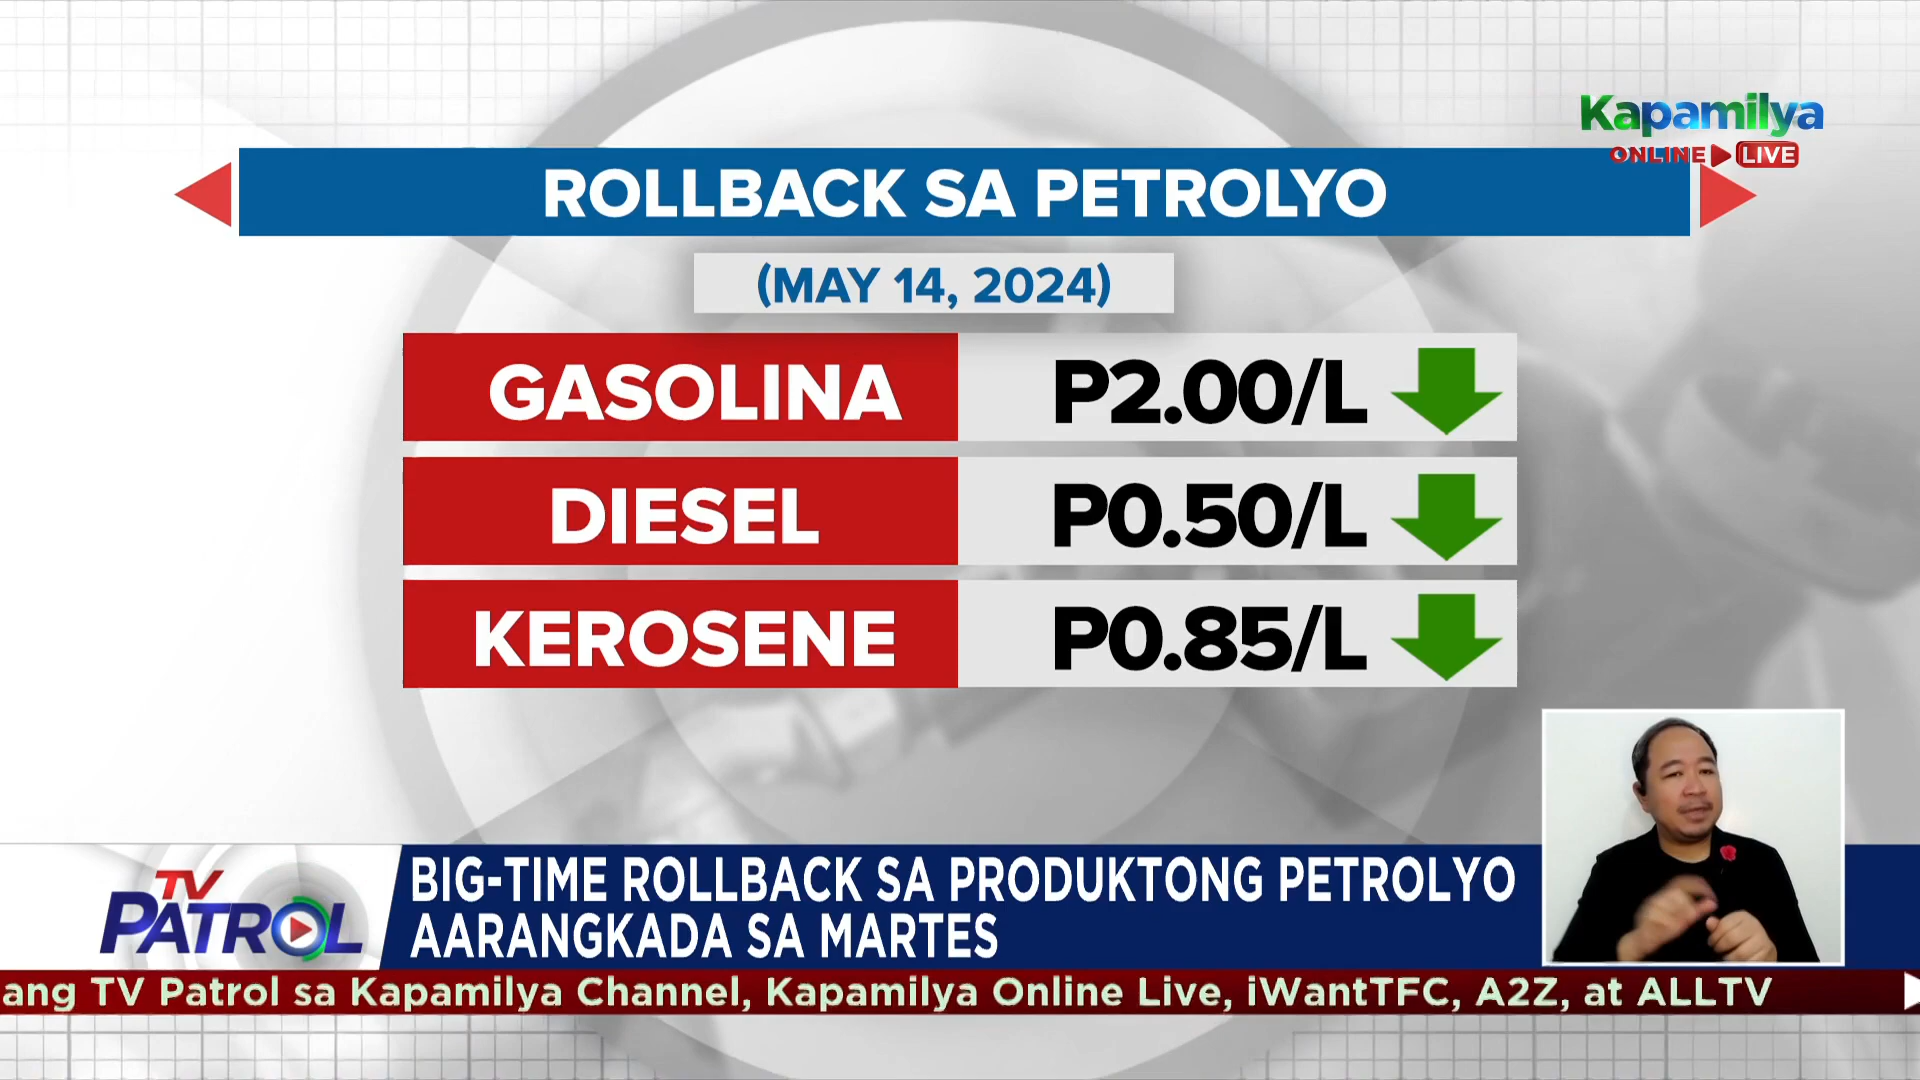 Kapamilya
ONLINE LIVE
ROLLBACK SA PETROLYO
(MAY 14, 2024)
GASOLINA P2.00/L
DIESEL P0.50/L
KEROSENE P0.85/L
TV PATROL
BIG-TIME ROLLBACK SA PRODUKTONG PETROLYO
AARANGKADA SA MARTES
ang TV Patrol sa Kapamilya Channel, Kapamilya Online Live, iWantTFC, A2Z, at ALLTV